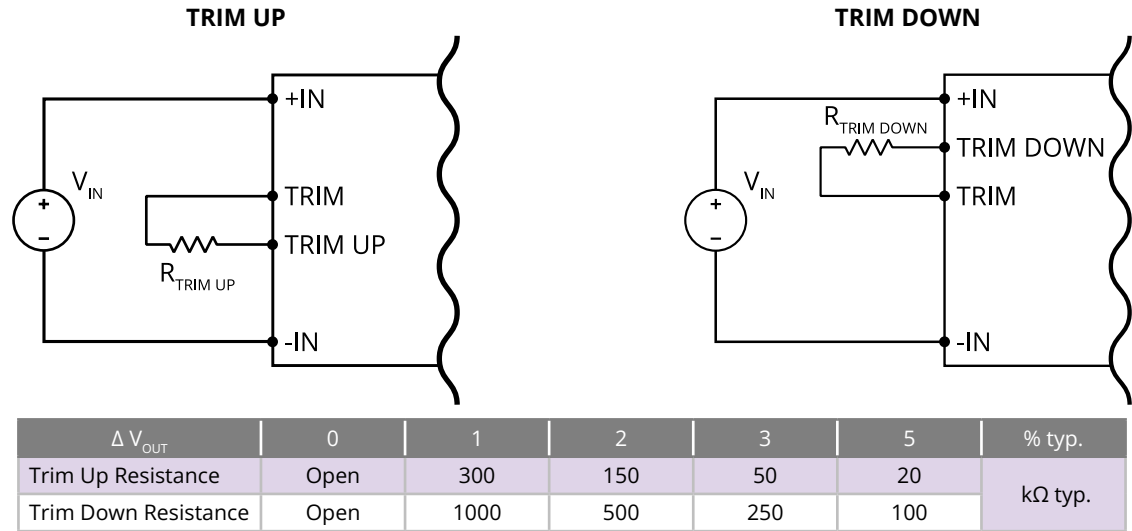 TRIM UP
TRIM DOWN
+IN
V_IN
+
−
TRIM
TRIM UP
R_TRIM UP
-IN
+IN
R_TRIM DOWN
TRIM DOWN
V_IN
+
−
TRIM
-IN
Δ V_OUT 0 1 2 3 5 % typ.
Trim Up Resistance Open 300 150 50 20 kΩ typ.
Trim Down Resistance Open 1000 500 250 100